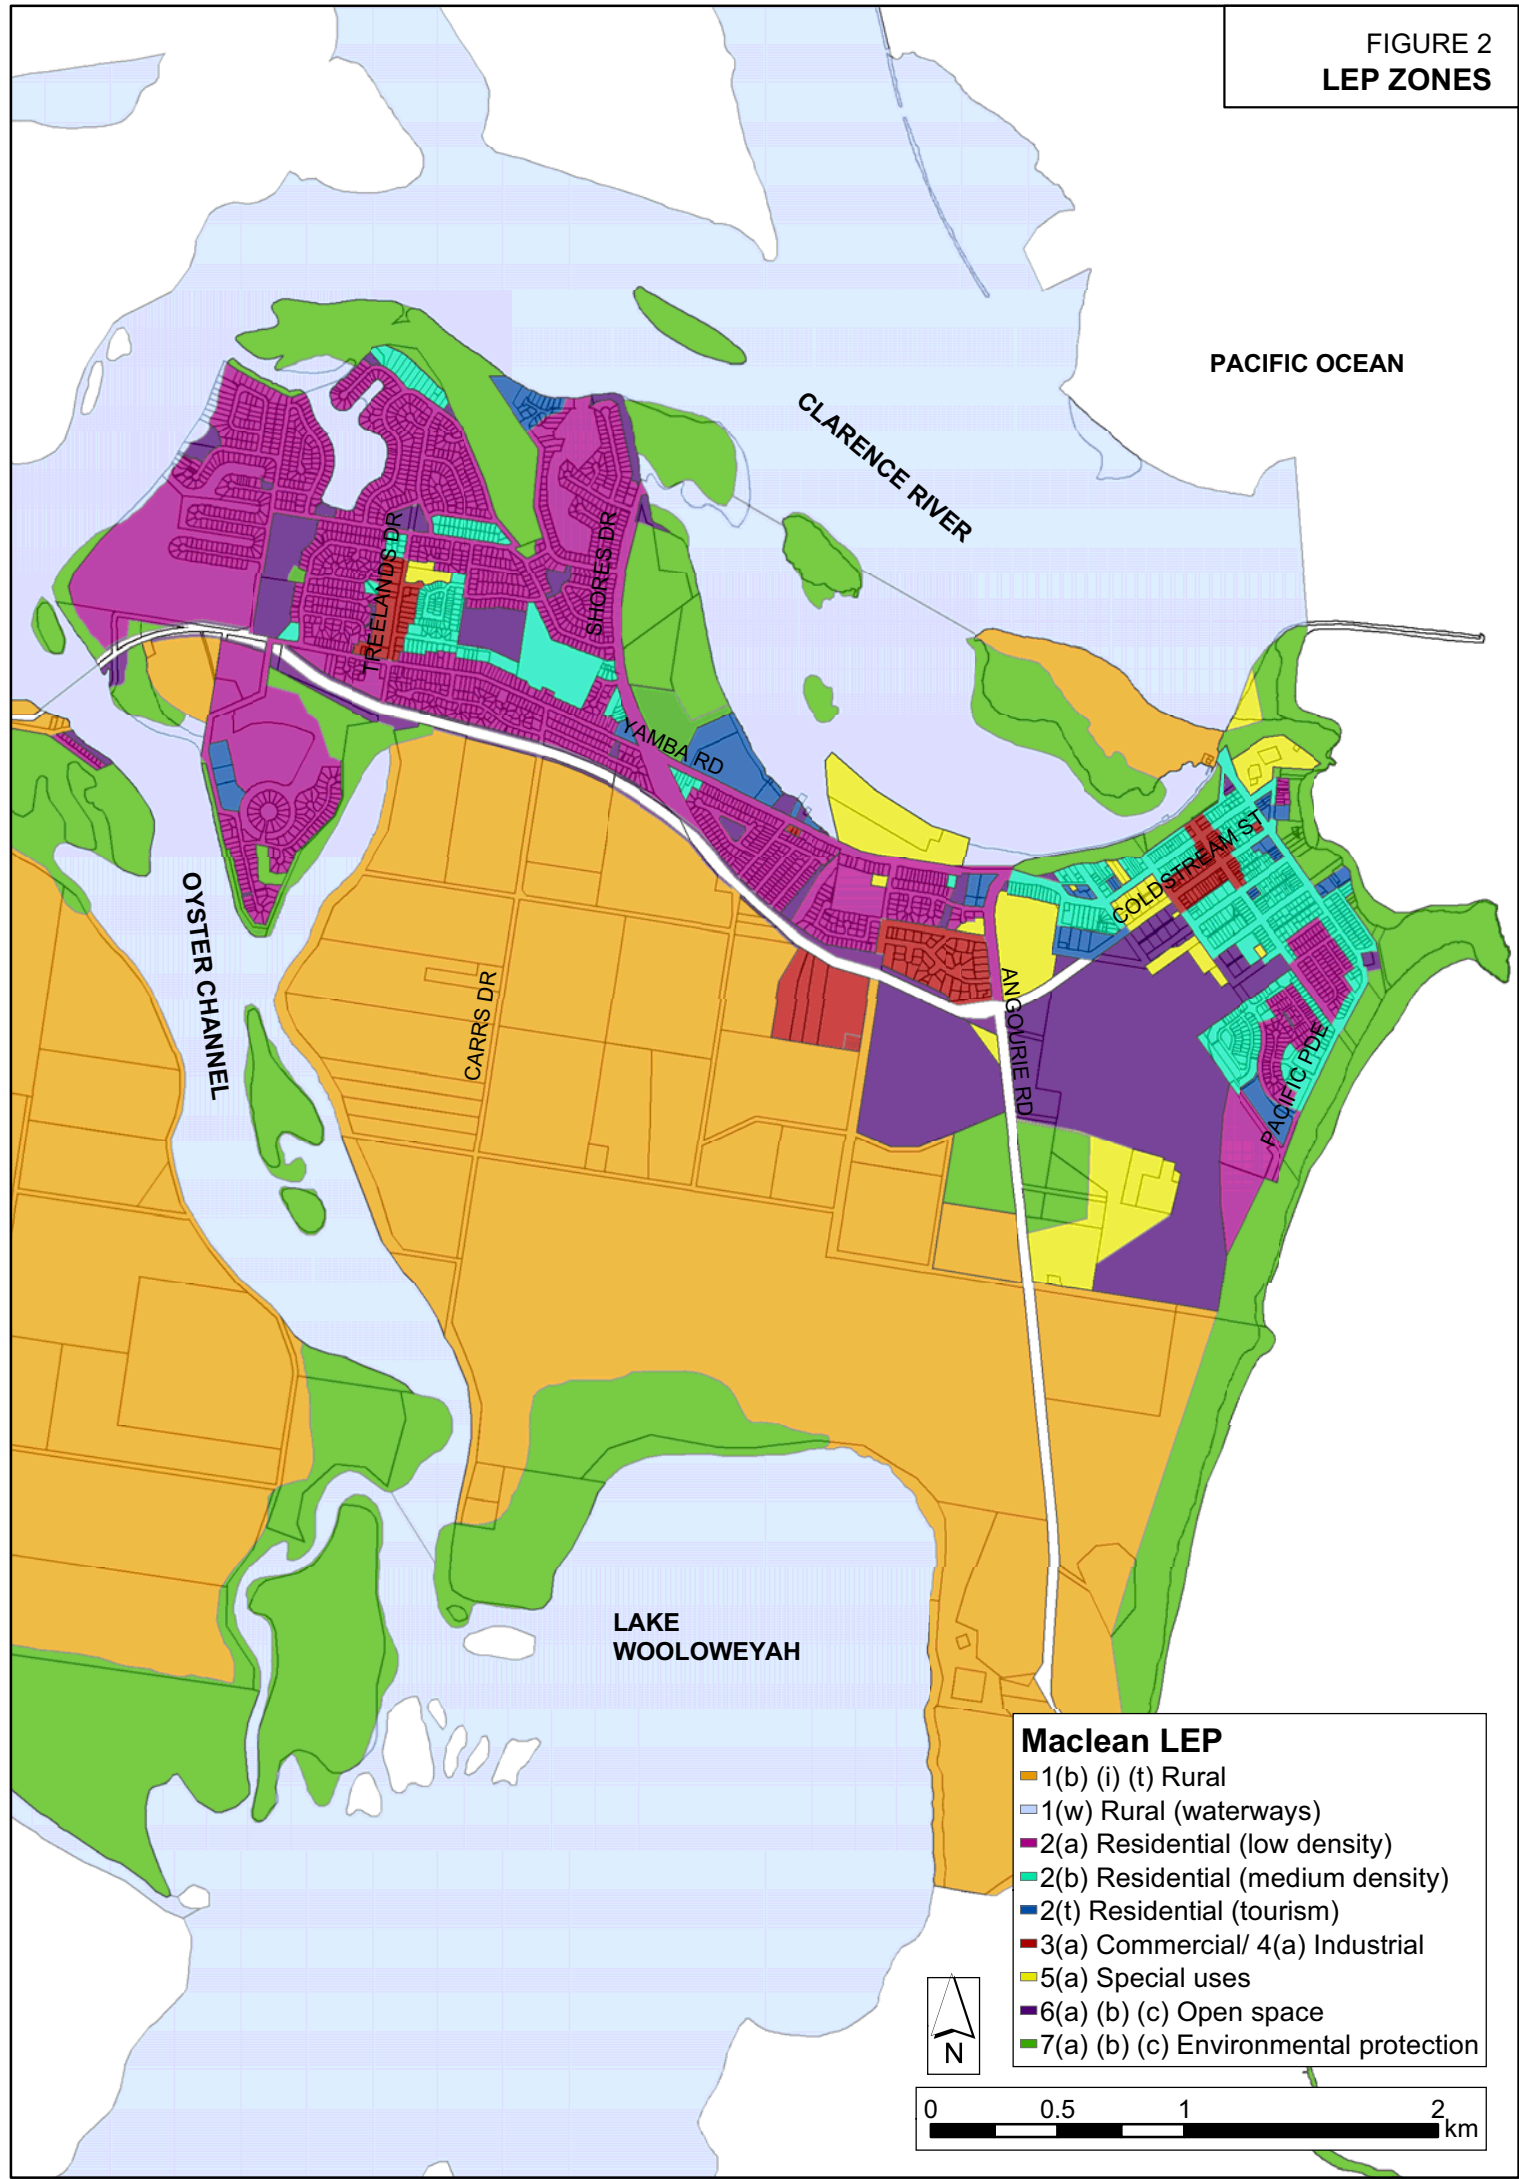 FIGURE 2
LEP ZONES
PACIFIC OCEAN
CLARENCE RIVER
TREELANDS DR
SHORES DR
YAMBA RD
COLDSTREAM ST
OYSTER CHANNEL
CARRS DR
ANGOURIE RD
PACIFIC PDE
LAKE
WOOLOWEYAH
Maclean LEP
1(b) (i) (t) Rural
1(w) Rural (waterways)
2(a) Residential (low density)
2(b) Residential (medium density)
2(t) Residential (tourism)
3(a) Commercial/ 4(a) Industrial
5(a) Special uses
6(a) (b) (c) Open space
7(a) (b) (c) Environmental protection
N
0 0.5 1 2
km